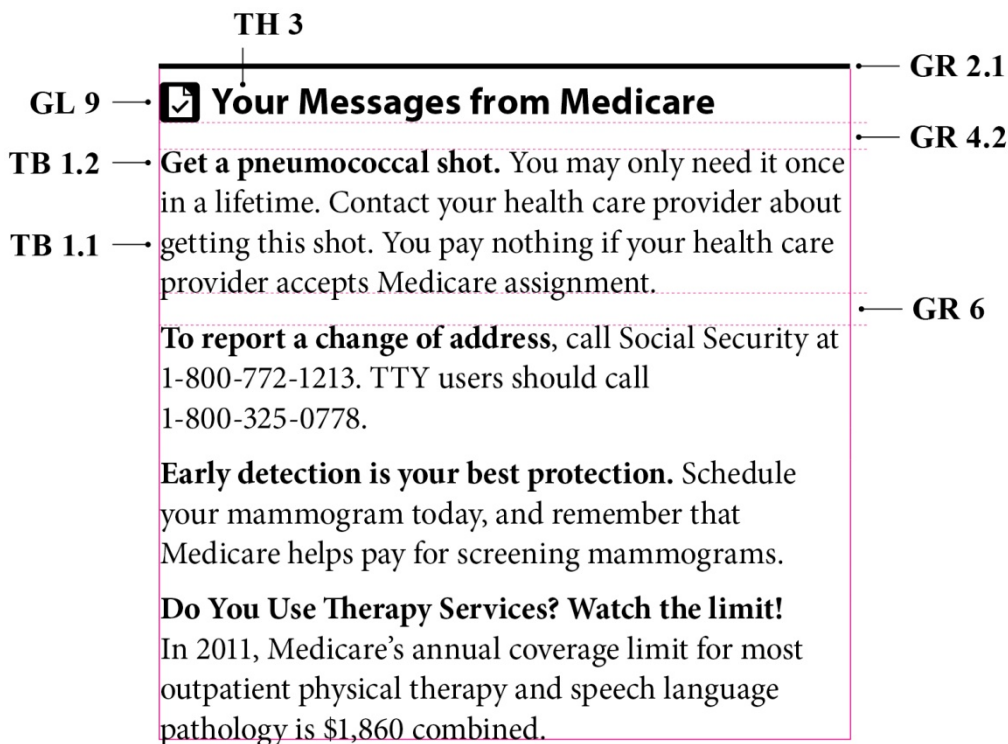 TH 3
GR 2.1
GL 9
Your Messages from Medicare
GR 4.2
TB 1.2
Get a pneumococcal shot. You may only need it once
in a lifetime. Contact your health care provider about
TB 1.1
getting this shot. You pay nothing if your health care
provider accepts Medicare assignment.
GR 6
To report a change of address, call Social Security at
1-800-772-1213. TTY users should call
1-800-325-0778.
Early detection is your best protection. Schedule
your mammogram today, and remember that
Medicare helps pay for screening mammograms.
Do You Use Therapy Services? Watch the limit!
In 2011, Medicare’s annual coverage limit for most
outpatient physical therapy and speech language
pathology is $1,860 combined.